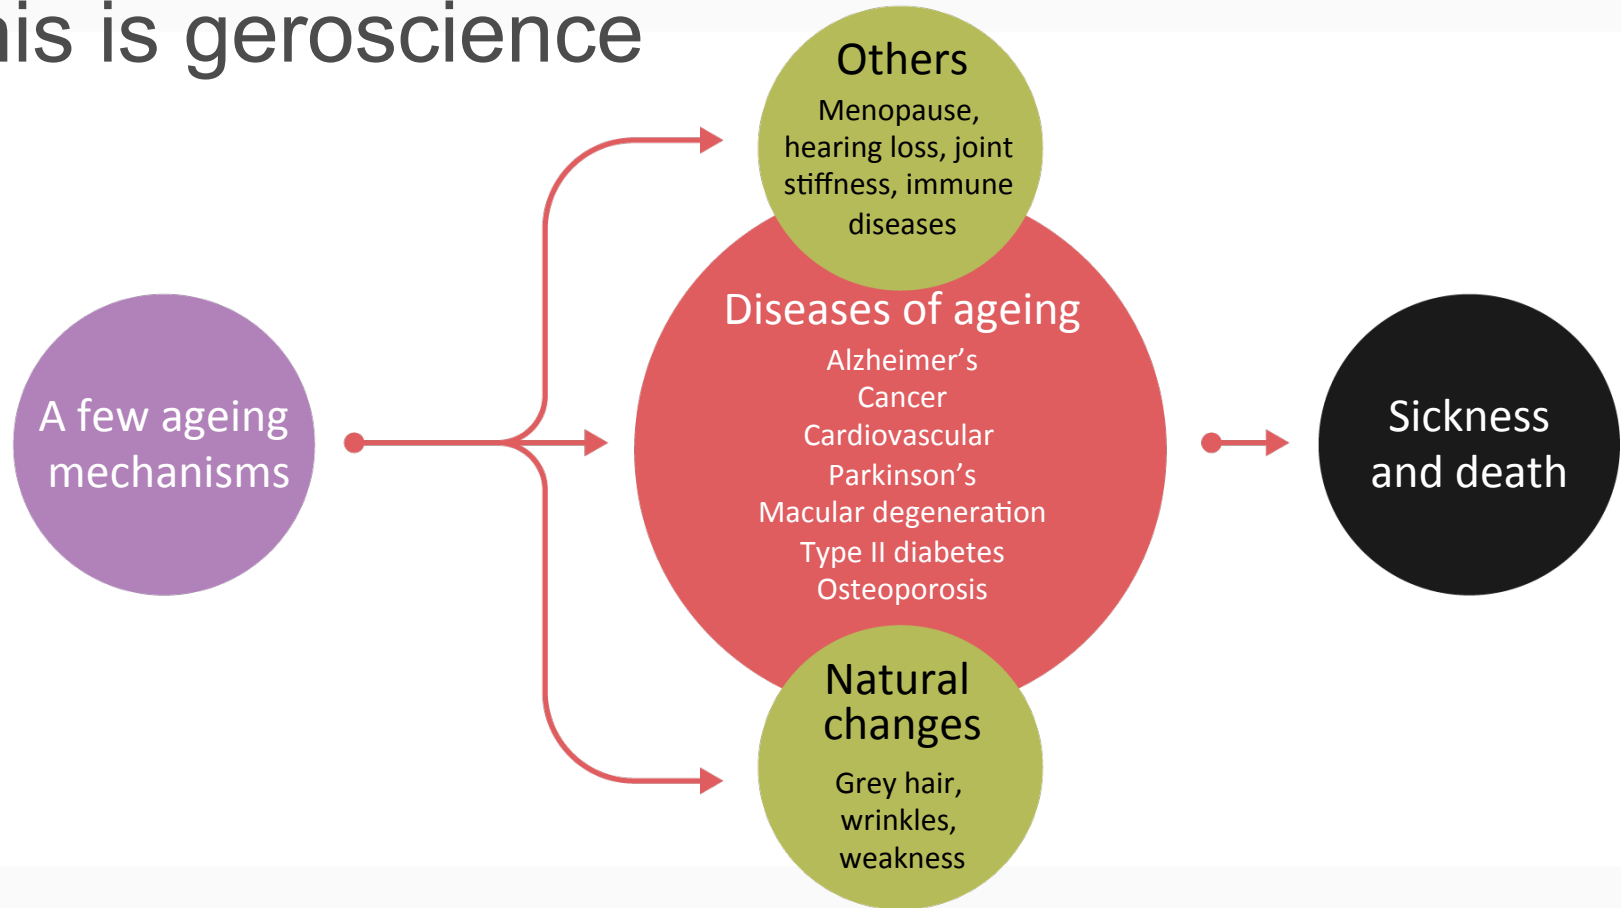 his is geroscience
Others
Menopause,
hearing loss, joint
stiffness, immune
diseases
A few ageing
mechanisms
Diseases of ageing
Alzheimer’s
Cancer
Cardiovascular
Parkinson’s
Macular degeneration
Type II diabetes
Osteoporosis
Natural
changes
Grey hair,
wrinkles,
weakness
Sickness
and death